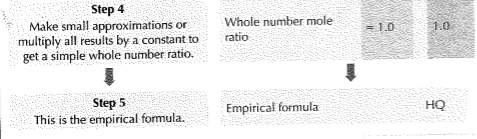 Step 4
Make small approximations or
multiply all results by a constant to
get a simple whole number ratio.
Whole number mole
ratio
= 1.0
1.0
Step 5
This is the empirical formula.
Empirical formula
HQ